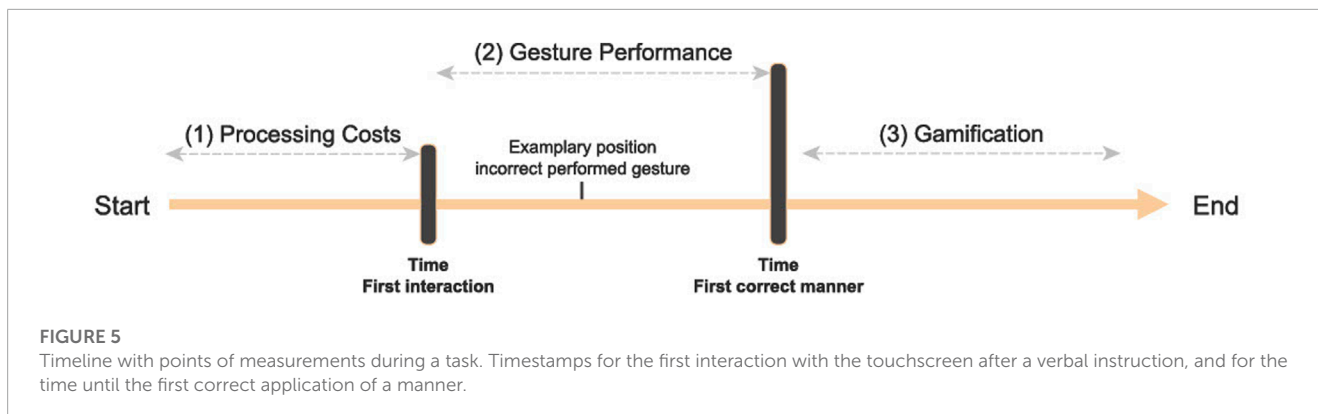 (2) Gesture Performance
(1) Processing Costs
(3) Gamification
Examplary position
incorrect performed gesture
Start
End
Time
First interaction
Time
First correct manner
FIGURE 5
Timeline with points of measurements during a task. Timestamps for the first interaction with the touchscreen after a verbal instruction, and for the
time until the first correct application of a manner.